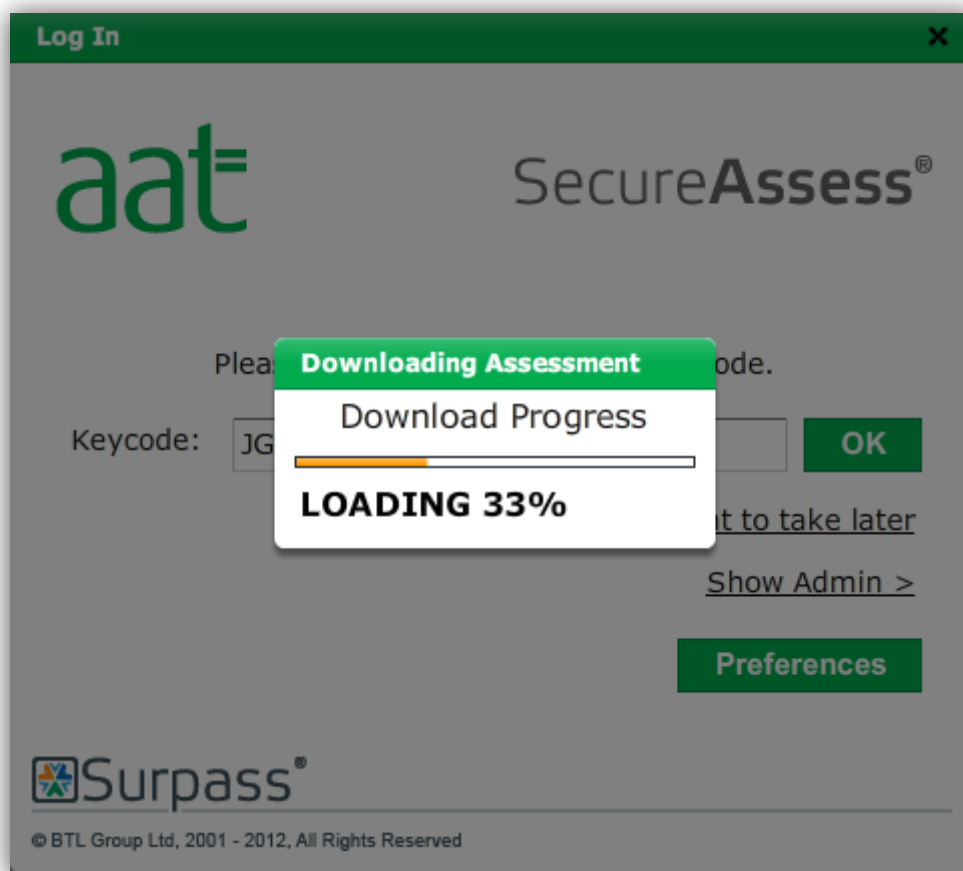 Log In
aat
SecureAssess®
Downloading Assessment
ode.
Download Progress
Keycode:
JG
OK
LOADING 33%
to take later
Show Admin >
Preferences
Surpass®
© BTL Group Ltd, 2001 - 2012, All Rights Reserved